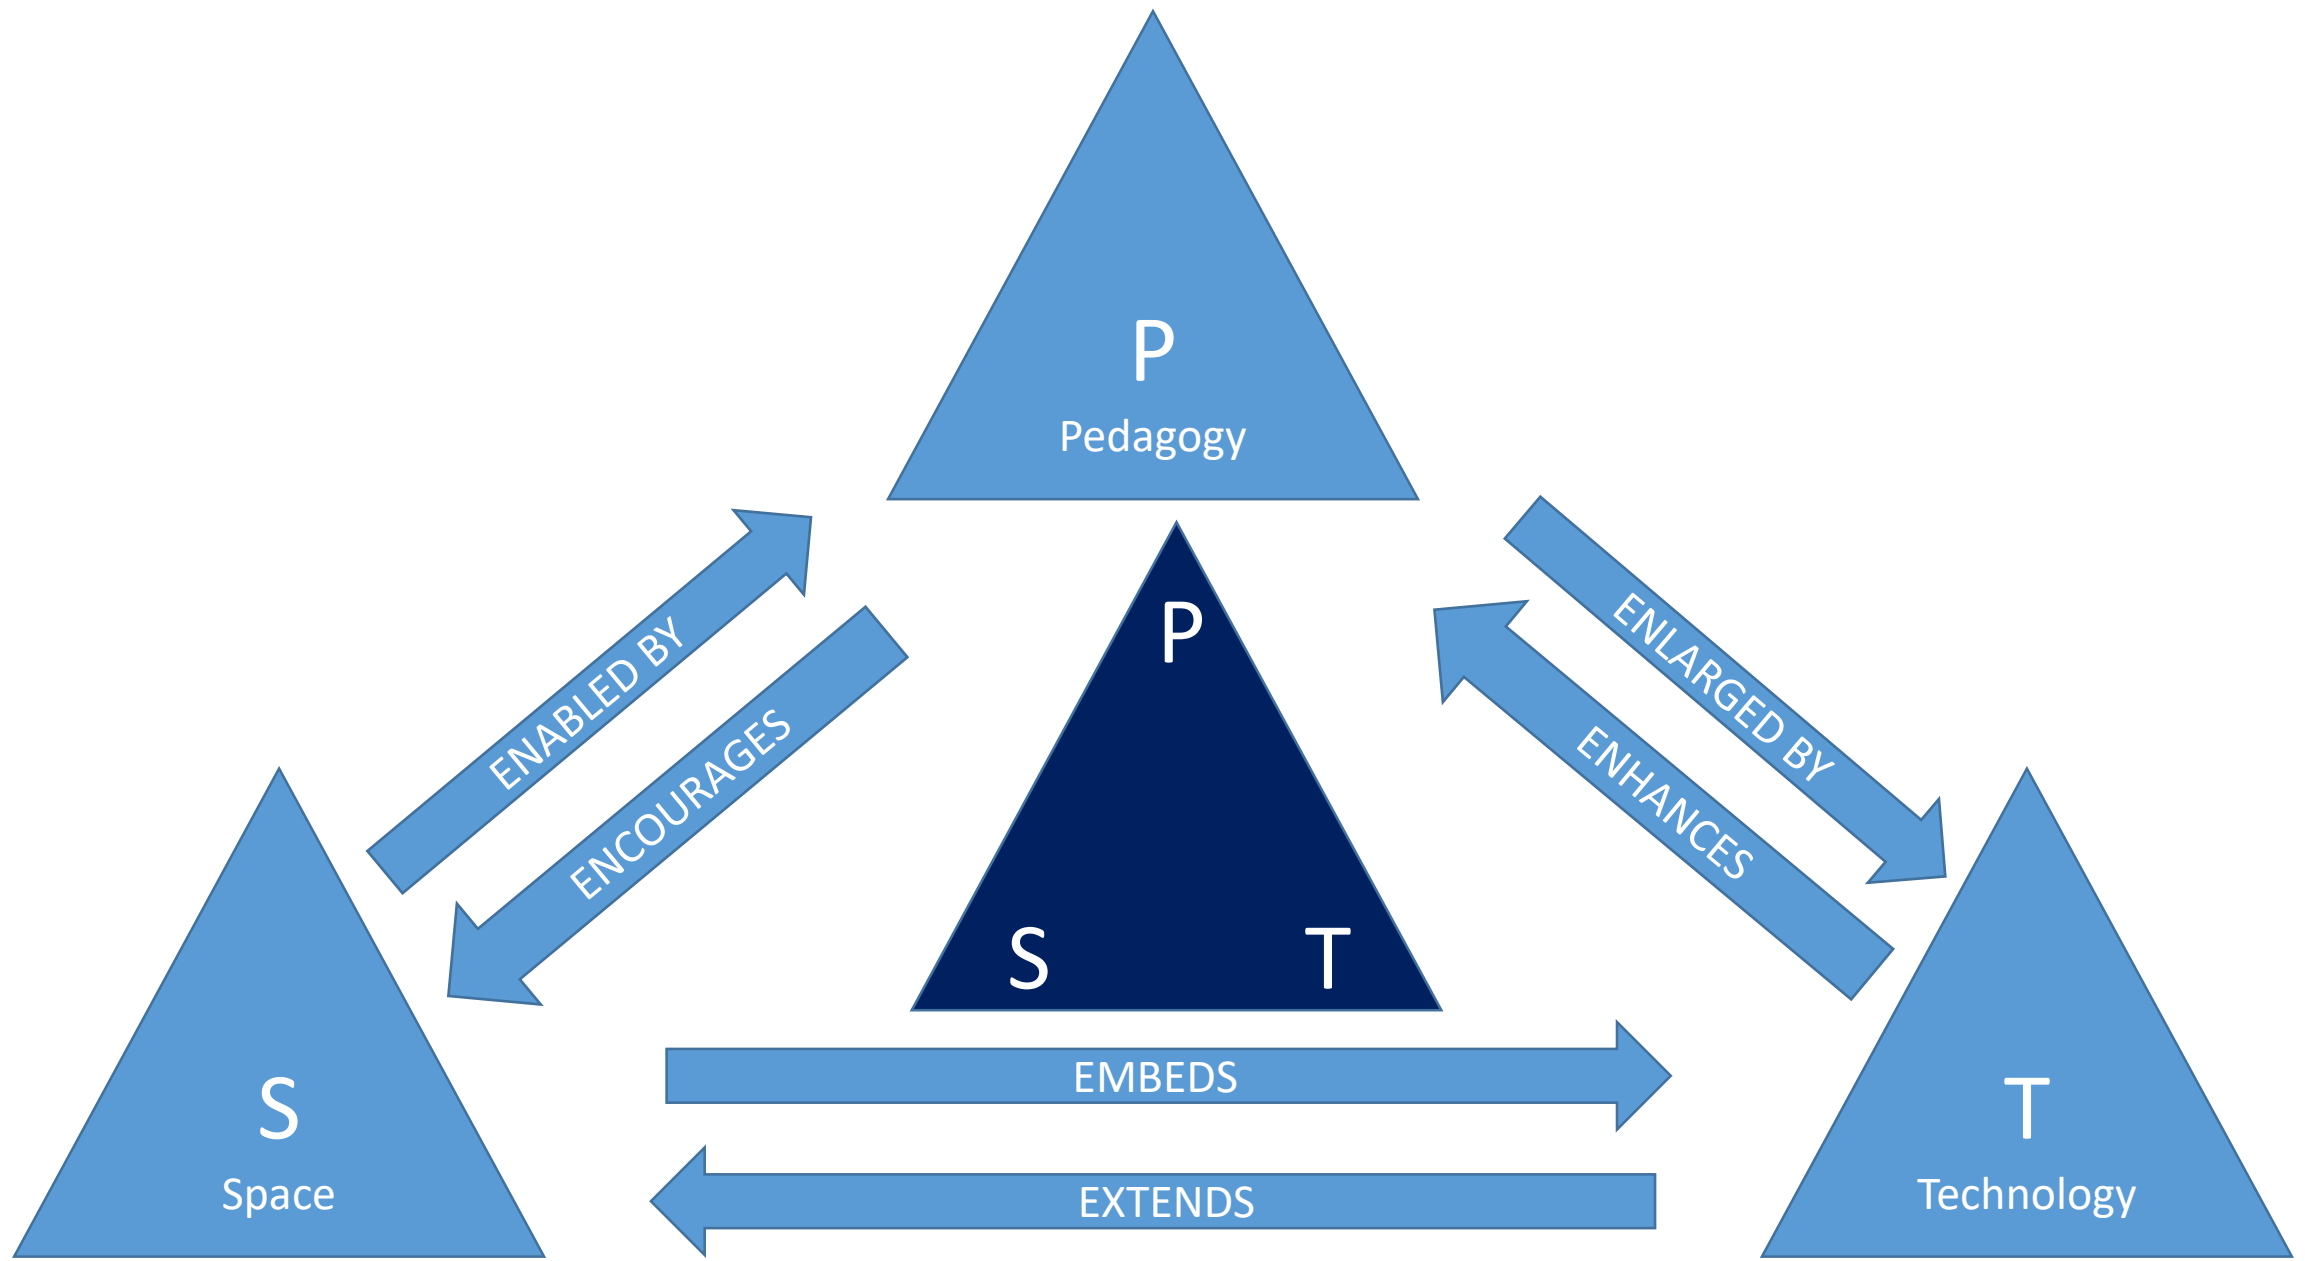 P
Pedagogy
ENABLED BY
ENCOURAGES
P
S T
ENLARGED BY
ENHANCES
S
Space
EMBEDS
EXTENDS
T
Technology